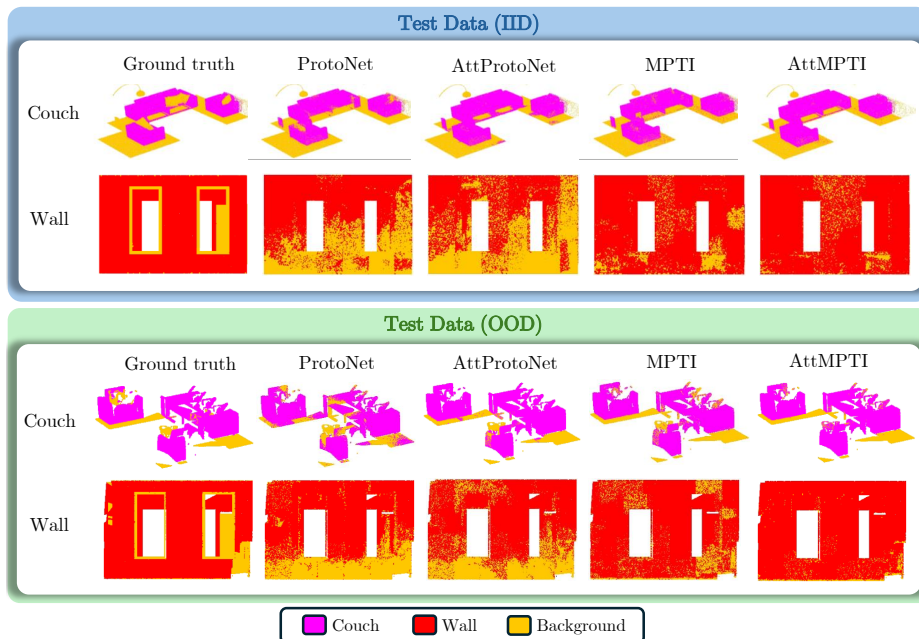 Test Data (IID)
Ground truth ProtoNet AttProtoNet MPTI AttMPTI
Couch
Wall
Test Data (OOD)
Ground truth ProtoNet AttProtoNet MPTI AttMPTI
Couch
Wall
Couch Wall Background